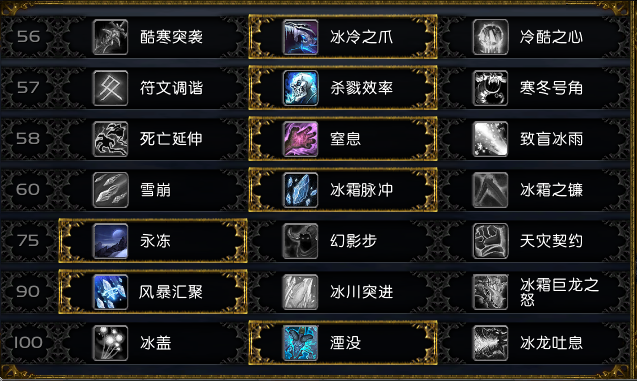 56 酷寒突袭 冰冷之爪 冷酷之心
57 符文调谐 杀戮效率 寒冬号角
58 死亡延伸 窒息 致盲冰雨
60 雪崩 冰霜脉冲 冰霜之镰
75 永冻 幻影步 天灾契约
90 风暴汇聚 冰川突进 冰霜巨龙之
怒
100 冰盖 湮没 冰龙吐息